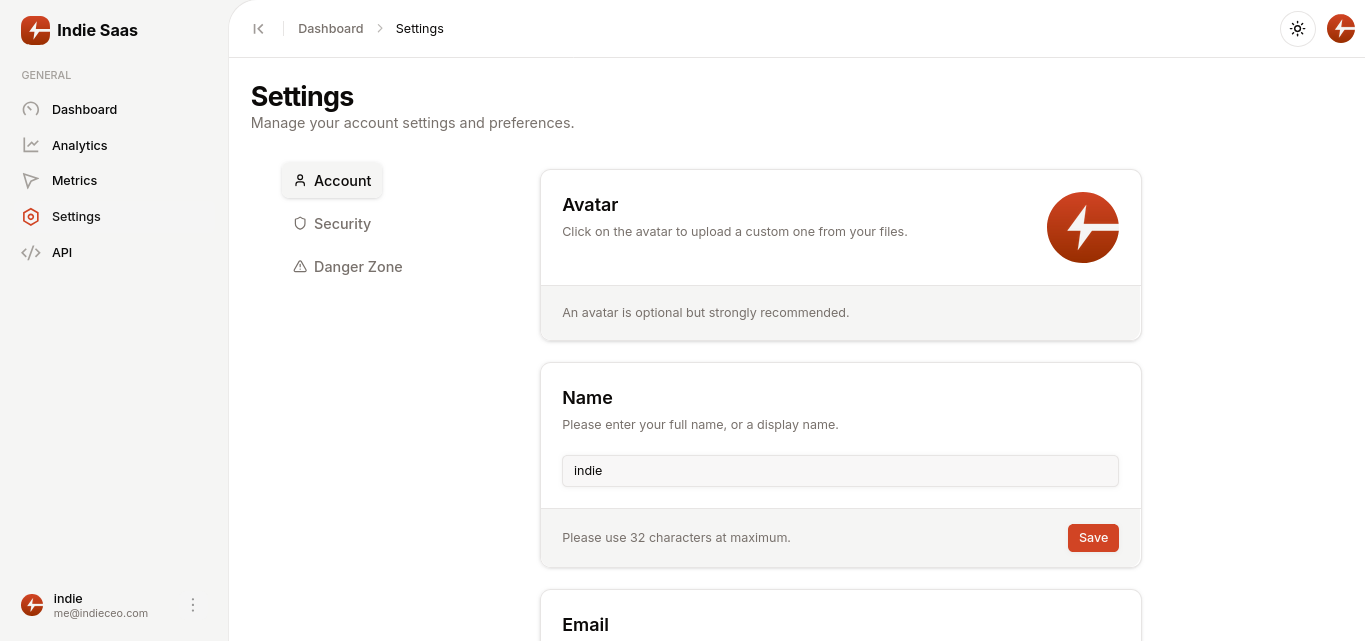 Indie Saas
GENERAL
Dashboard
Analytics
Metrics
Settings
API
indie
me@indieceo.com
Dashboard Settings
Settings
Manage your account settings and preferences.
Account
Security
Danger Zone
Avatar
Click on the avatar to upload a custom one from your files.
An avatar is optional but strongly recommended.
Name
Please enter your full name, or a display name.
indie
Please use 32 characters at maximum.
Save
Email